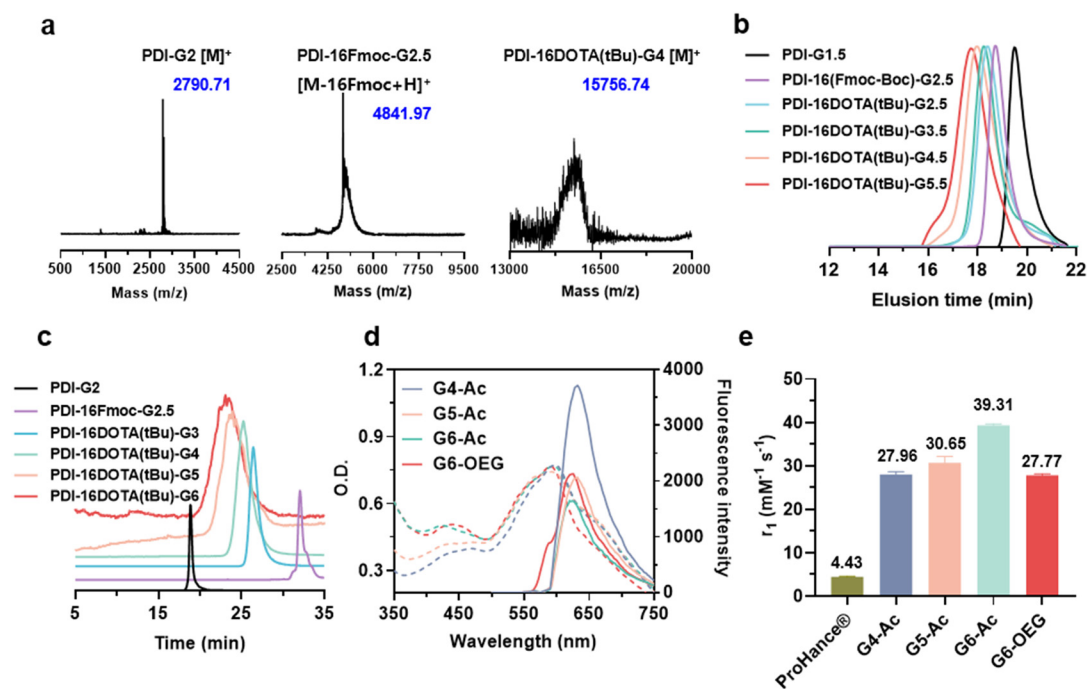 a
PDI-G2 [M]⁺
2790.71
PDI-16Fmoc-G2.5
[M-16Fmoc+H]⁺
4841.97
PDI-16DOTA(tBu)-G4 [M]⁺
15756.74
500 1500 2500 3500 4500
Mass (m/z)
2500 4250 6000 7750 9500
Mass (m/z)
13000 16500 20000
Mass (m/z)
b
PDI-G1.5
PDI-16(Fmoc-Boc)-G2.5
PDI-16DOTA(tBu)-G2.5
PDI-16DOTA(tBu)-G3.5
PDI-16DOTA(tBu)-G4.5
PDI-16DOTA(tBu)-G5.5
12 14 16 18 20 22
Elusion time (min)
c
PDI-G2
PDI-16Fmoc-G2.5
PDI-16DOTA(tBu)-G3
PDI-16DOTA(tBu)-G4
PDI-16DOTA(tBu)-G5
PDI-16DOTA(tBu)-G6
5 15 25 35
Time (min)
d
1.2
0.9
0.6
0.3
O.D.
G4-Ac
G5-Ac
G6-Ac
G6-OEG
4000
3000
2000
1000
0
Fluorescence intensity
350 450 550 650 750
Wavelength (nm)
e
50
40
30
20
10
0
r₁ (mM⁻¹ s⁻¹)
4.43
27.96
30.65
39.31
27.77
ProHance®
G4-Ac
G5-Ac
G6-Ac
G6-OEG